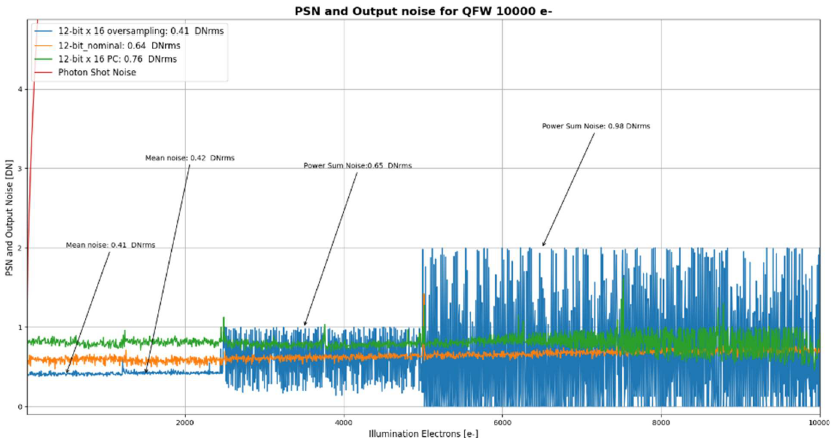 PSN and Output noise for QFW 10000 e-
12-bit x 16 oversampling: 0.41 DNrms
12-bit_nominal: 0.64 DNrms
12-bit x 16 PC: 0.76 DNrms
Photon Shot Noise
4
Power Sum Noise: 0.98 DNrms
Mean noise: 0.42 DNrms
Power Sum Noise:0.65 DNrms
3
PSN and Output Noise [DN]
Mean noise: 0.41 DNrms
2
1
0
2000
4000
6000
8000
10000
Illumination Electrons [e-]